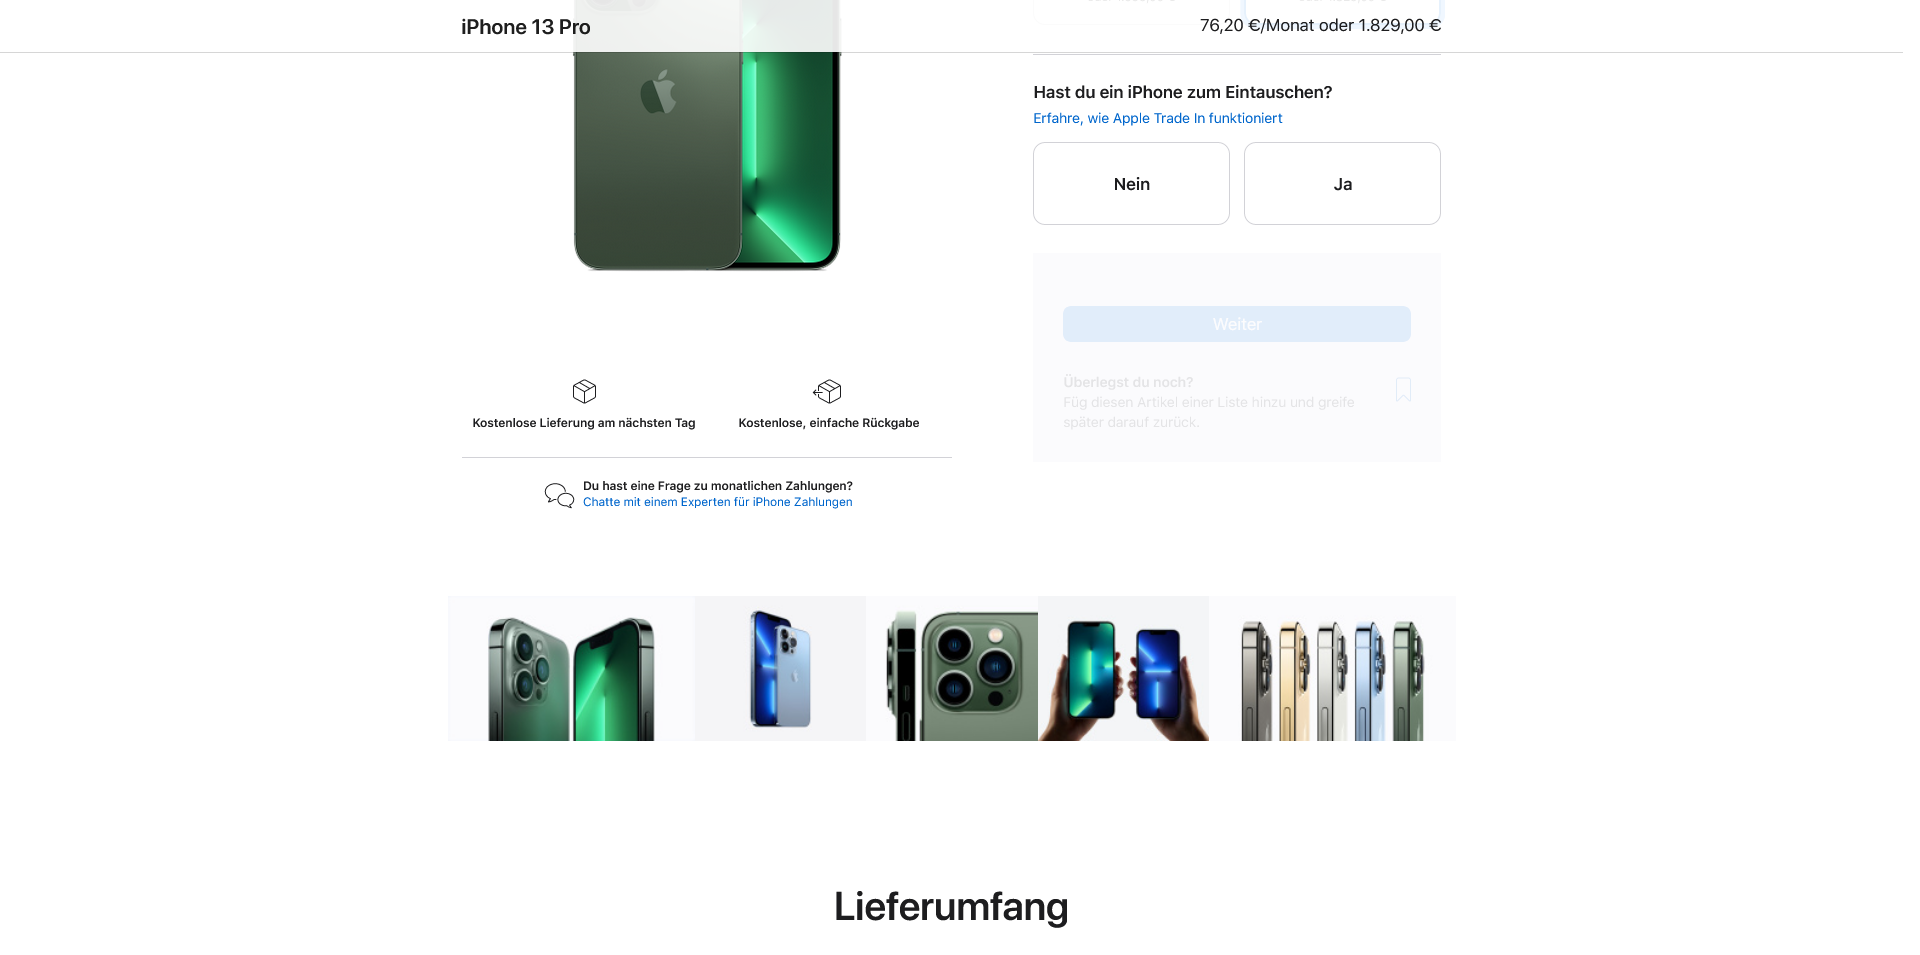 iPhone 13 Pro
76,20 €/Monat oder 1.829,00 €
Hast du ein iPhone zum Eintauschen?
Erfahre, wie Apple Trade In funktioniert
Nein
Ja
Weiter
Überlegst du noch?
Füg diesen Artikel einer Liste hinzu und greife
später darauf zurück.
Kostenlose Lieferung am nächsten Tag
Kostenlose, einfache Rückgabe
Du hast eine Frage zu monatlichen Zahlungen?
Chatte mit einem Experten für iPhone Zahlungen
Lieferumfang